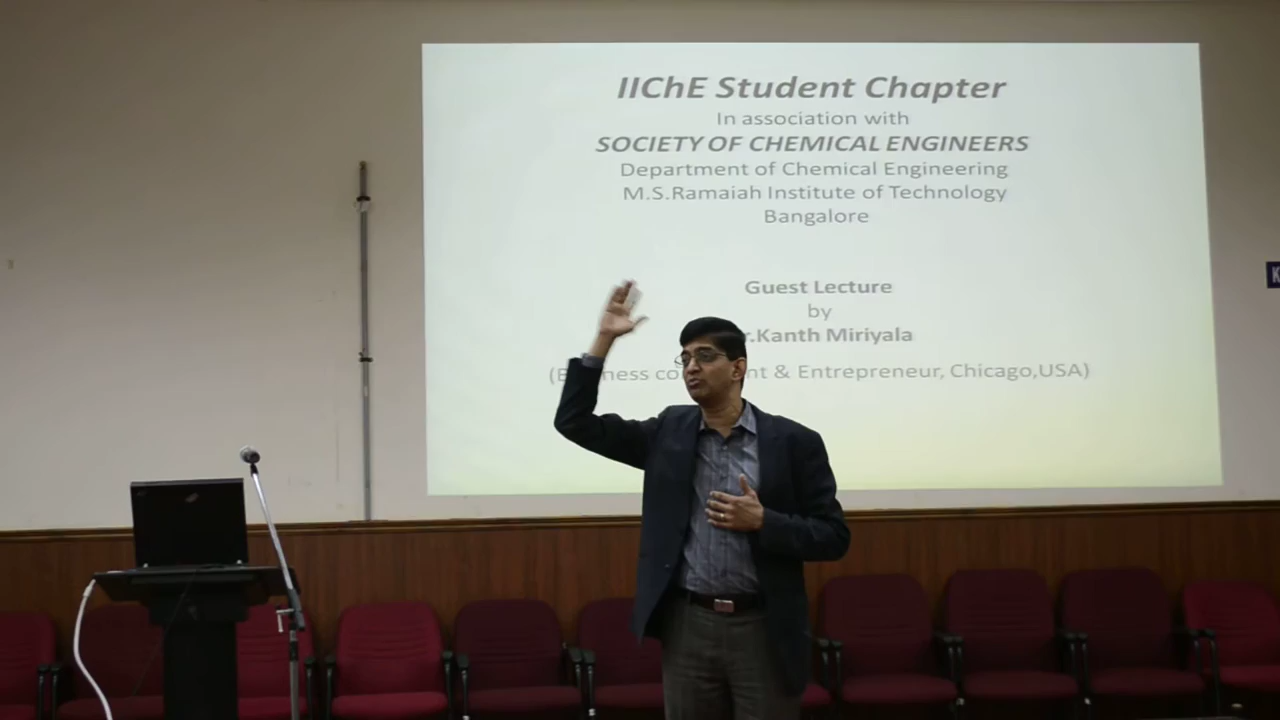 IIChE Student Chapter
In association with
SOCIETY OF CHEMICAL ENGINEERS
Department of Chemical Engineering
M.S.Ramaiah Institute of Technology
Bangalore
Guest Lecture
by
r.Kanth Miriyala
& Entrepreneur, Chicago,USA)
K